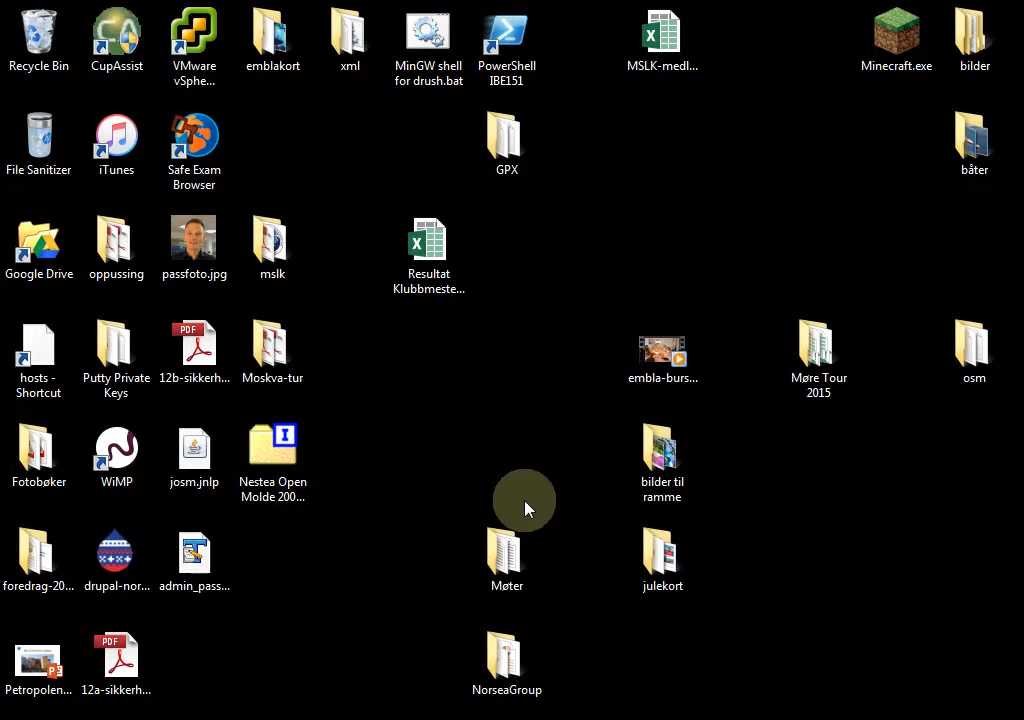 Recycle Bin
CupAssist
VMware
vSphe...
emblakort
xml
MinGW shell
for drush.bat
PowerShell
IBE151
MSLK-medl...
Minecraft.exe
bilder
File Sanitizer
iTunes
Safe Exam
Browser
GPX
båter
Google Drive
oppussing
passfoto.jpg
mslk
Resultat
Klubbmeste...
hosts -
Shortcut
Putty Private
Keys
PDF
12b-sikkerh...
Moskva-tur
embla-burs...
Møre Tour
2015
osm
Fotobøker
WiMP
josm.jnlp
Nestea Open
Molde 200...
bilder til
ramme
foredrag-20...
drupal-nor...
admin_pass...
Møter
julekort
Petropolen...
PDF
12a-sikkerh...
NorseaGroup